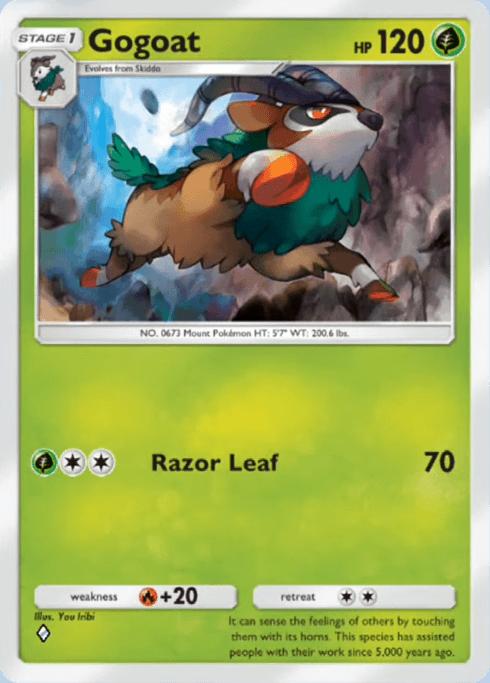 STAGE 1 Gogoat HP 120
Evolves from Skiddo
NO. 0673 Mount Pokémon HT: 5'7" WT: 200.6 lbs.
Razor Leaf 70
weakness +20 retreat
Illus. You Iribi
It can sense the feelings of others by touching
them with its horns. This species has assisted
people with their work since 5,000 years ago.